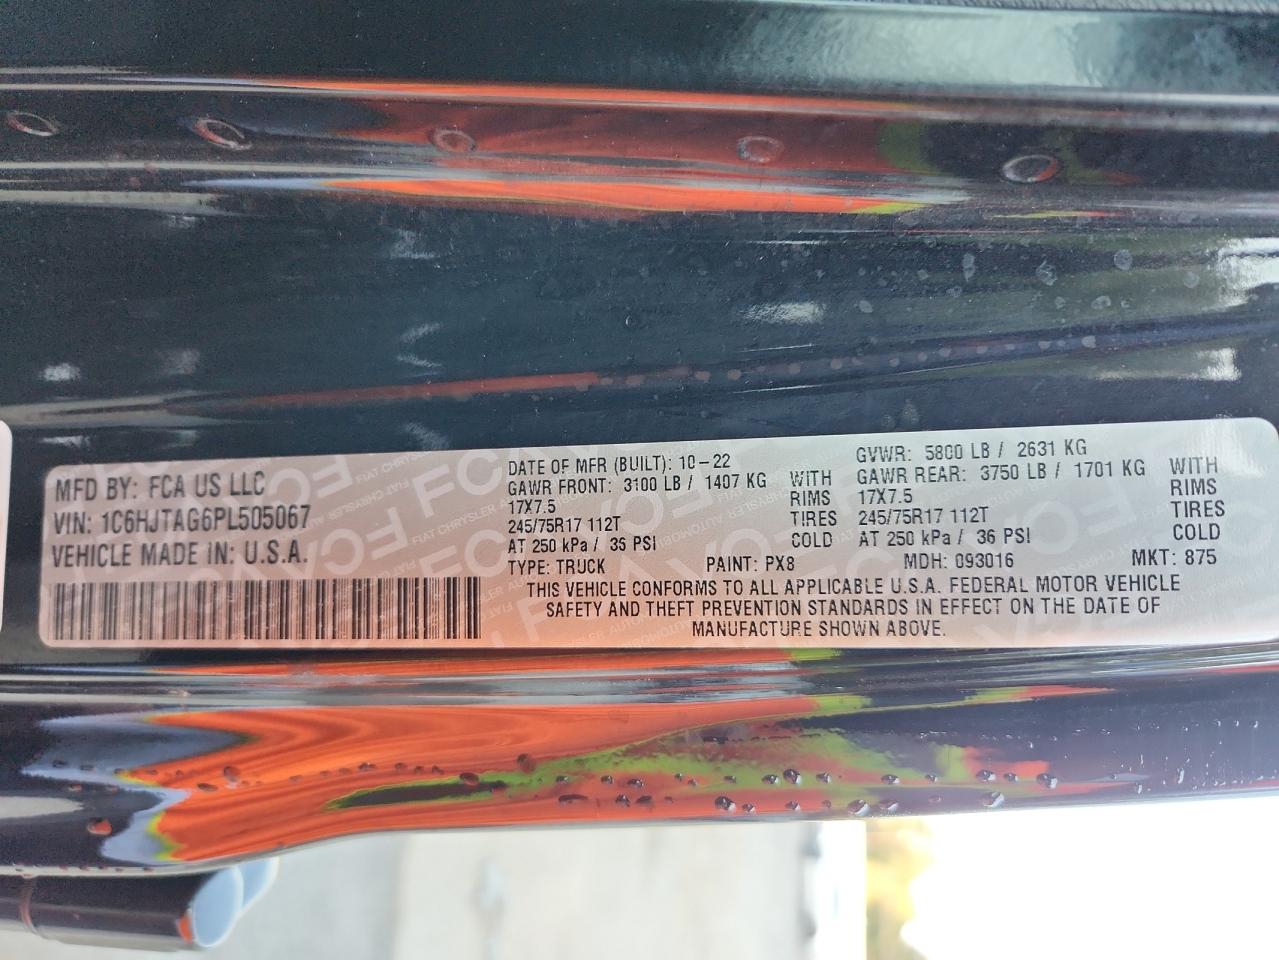 MFD BY: FCA US LLC
VIN: 1C6HJTAG6PL505067
VEHICLE MADE IN: U.S.A.
DATE OF MFR (BUILT): 10-22 GVWR: 5800 LB / 2631 KG
GAWR FRONT: 3100 LB / 1407 KG WITH GAWR REAR: 3750 LB / 1701 KG WITH
17X7.5 RIMS 17X7.5 RIMS
245/75R17 112T TIRES 245/75R17 112T TIRES
AT 250 kPa / 36 PSI COLD AT 250 kPa / 36 PSI COLD
TYPE: TRUCK PAINT: PX8 MDH: 093016 MKT: 875
THIS VEHICLE CONFORMS TO ALL APPLICABLE U.S.A. FEDERAL MOTOR VEHICLE
SAFETY AND THEFT PREVENTION STANDARDS IN EFFECT ON THE DATE OF
MANUFACTURE SHOWN ABOVE.